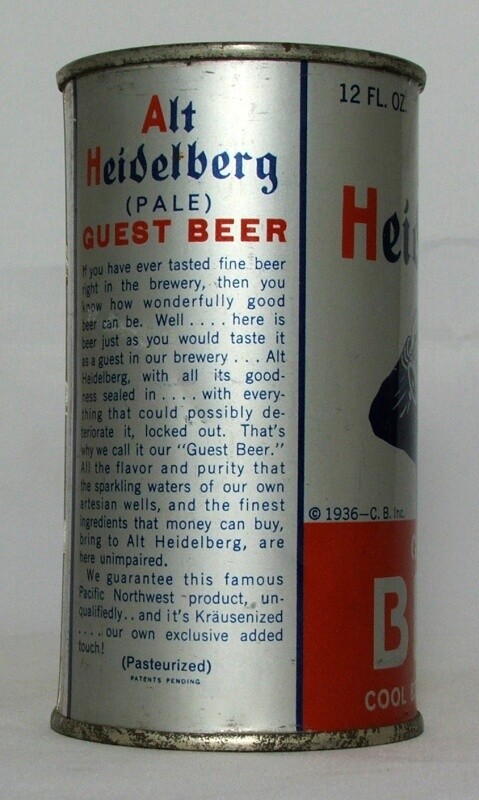 Alt
Heidelberg
(PALE)
GUEST BEER
If you have ever tasted fine beer
right in the brewery, then you
know how wonderfully good
beer can be. Well . . . . here is
beer just as you would taste it
as a guest in our brewery . . . Alt
Heidelberg, with all its good-
ness sealed in . . . . with every-
thing that could possibly de-
teriorate it, locked out. That's
why we call it our "Guest Beer."
All the flavor and purity that
the sparkling waters of our own
artesian wells, and the finest
ingredients that money can buy,
bring to Alt Heidelberg, are
here unimpaired.
We guarantee this famous
Pacific Northwest product, un-
qualifiedly . . and it's Kräusenized
. . . . our own exclusive added
touch!
(Pasteurized)
PATENTS PENDING
12 FL. OZ.
Hei
© 1936—C. B. Inc.
B
COOL